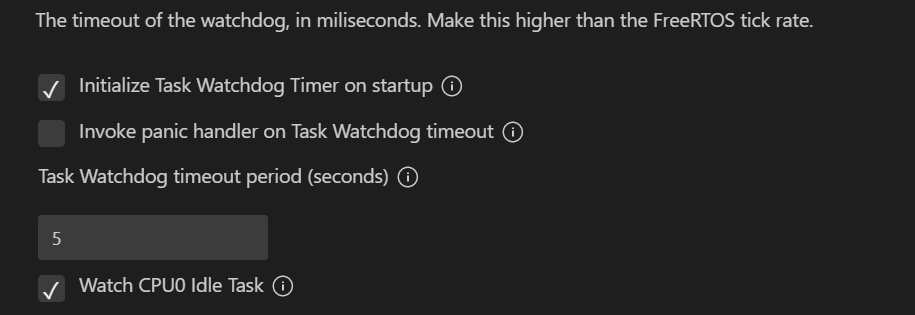 The timeout of the watchdog, in miliseconds. Make this higher than the FreeRTOS tick rate.
Initialize Task Watchdog Timer on startup
Invoke panic handler on Task Watchdog timeout
Task Watchdog timeout period (seconds)
5
Watch CPU0 Idle Task